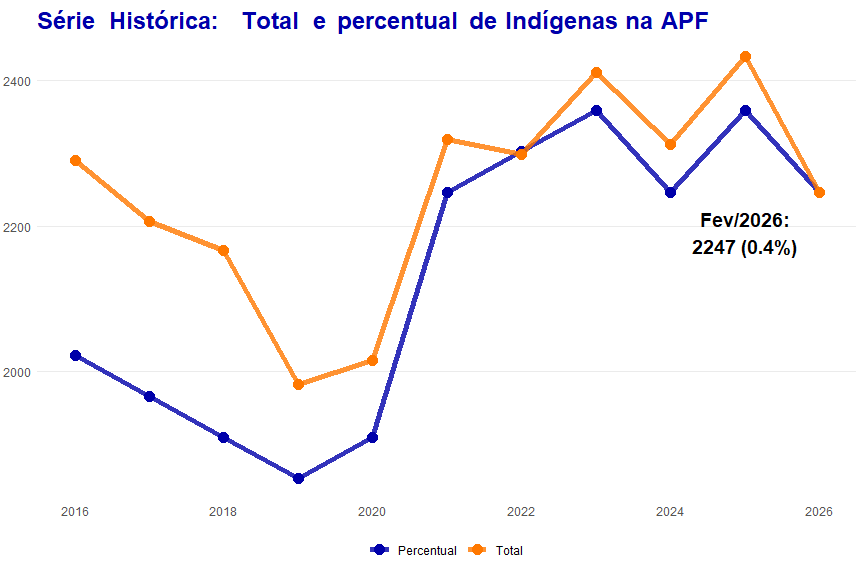 Série Histórica: Total e percentual de Indígenas na APF
2400
2200
2000
Fev/2026:
2247 (0.4%)
2016 2018 2020 2022 2024 2026
Percentual Total